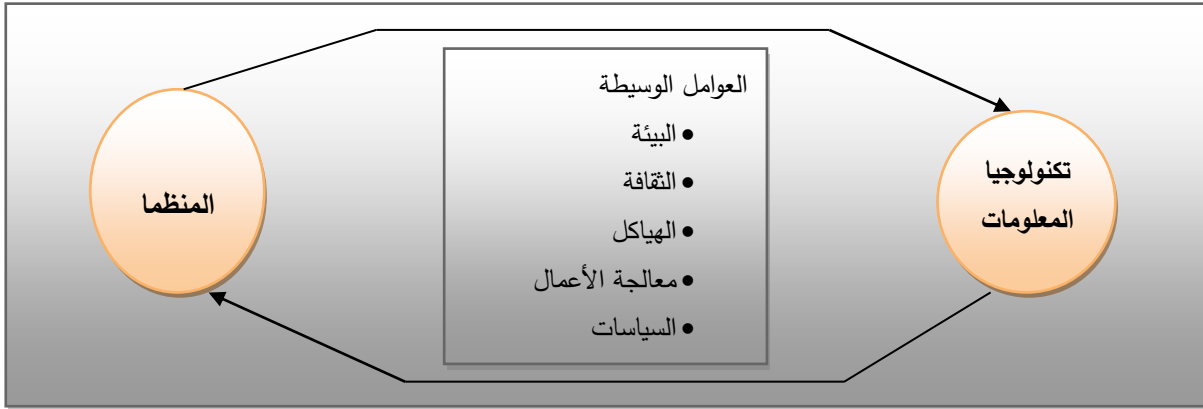 العوامل الوسيطة
• البيئة
• الثقافة
• الهياكل
• معالجة الأعمال
• السياسات
تكنولوجيا
المعلومات
المنظما